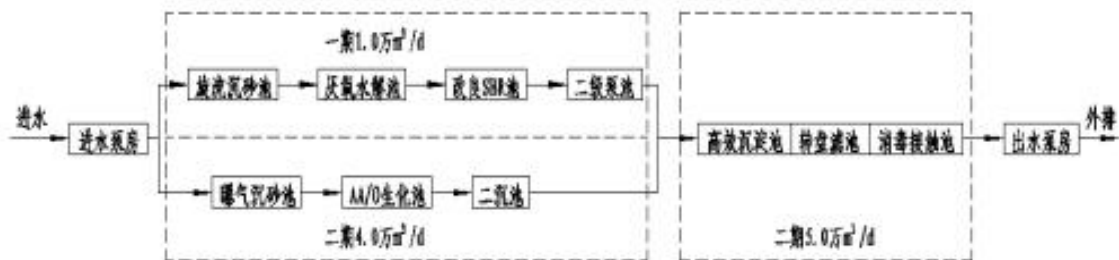 一期1.0万m³/d
旋流沉砂池
厌氧水解池
改良SBR池
二级泵池
进水
进水泵房
高效沉淀池
转盘滤池
消毒接触池
出水泵房
外排
曝气沉砂池
AA/O生化池
二沉池
二期4.0万m³/d
二期5.0万m³/d